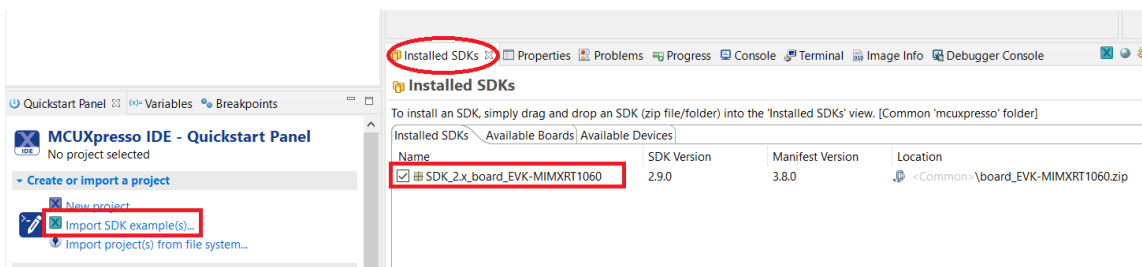 Installed SDKs Properties Problems Progress Console Terminal Image Info Debugger Console
Installed SDKs
To install an SDK, simply drag and drop an SDK (zip file/folder) into the 'Installed SDKs' view. [Common 'mcuxpresso' folder]
Installed SDKs Available Boards Available Devices
Name SDK Version Manifest Version Location
SDK_2.x_board_EVK-MIMXRT1060 2.9.0 3.8.0 <Common>\board_EVK-MIMXRT1060.zip
Quickstart Panel (x)= Variables Breakpoints
IDE
MCUXpresso IDE - Quickstart Panel
No project selected
Create or import a project
New project...
Import SDK example(s)...
Import project(s) from file system...